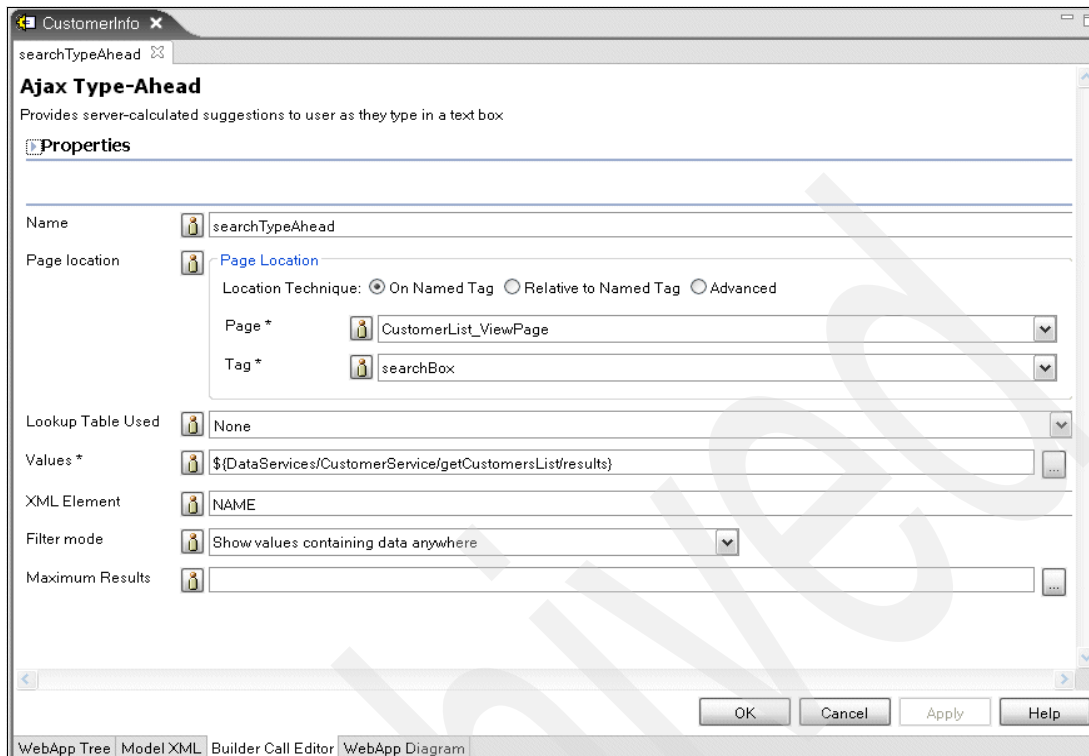 CustomerInfo
searchTypeAhead
Ajax Type-Ahead
Provides server-calculated suggestions to user as they type in a text box
Properties
Name searchTypeAhead
Page location Page Location
Location Technique: On Named Tag Relative to Named Tag Advanced
Page * CustomerList_ViewPage
Tag * searchBox
Lookup Table Used None
Values * ${DataServices/CustomerService/getCustomersList/results} ...
XML Element NAME
Filter mode Show values containing data anywhere
Maximum Results ...
OK Cancel Apply Help
WebApp Tree Model XML Builder Call Editor WebApp Diagram